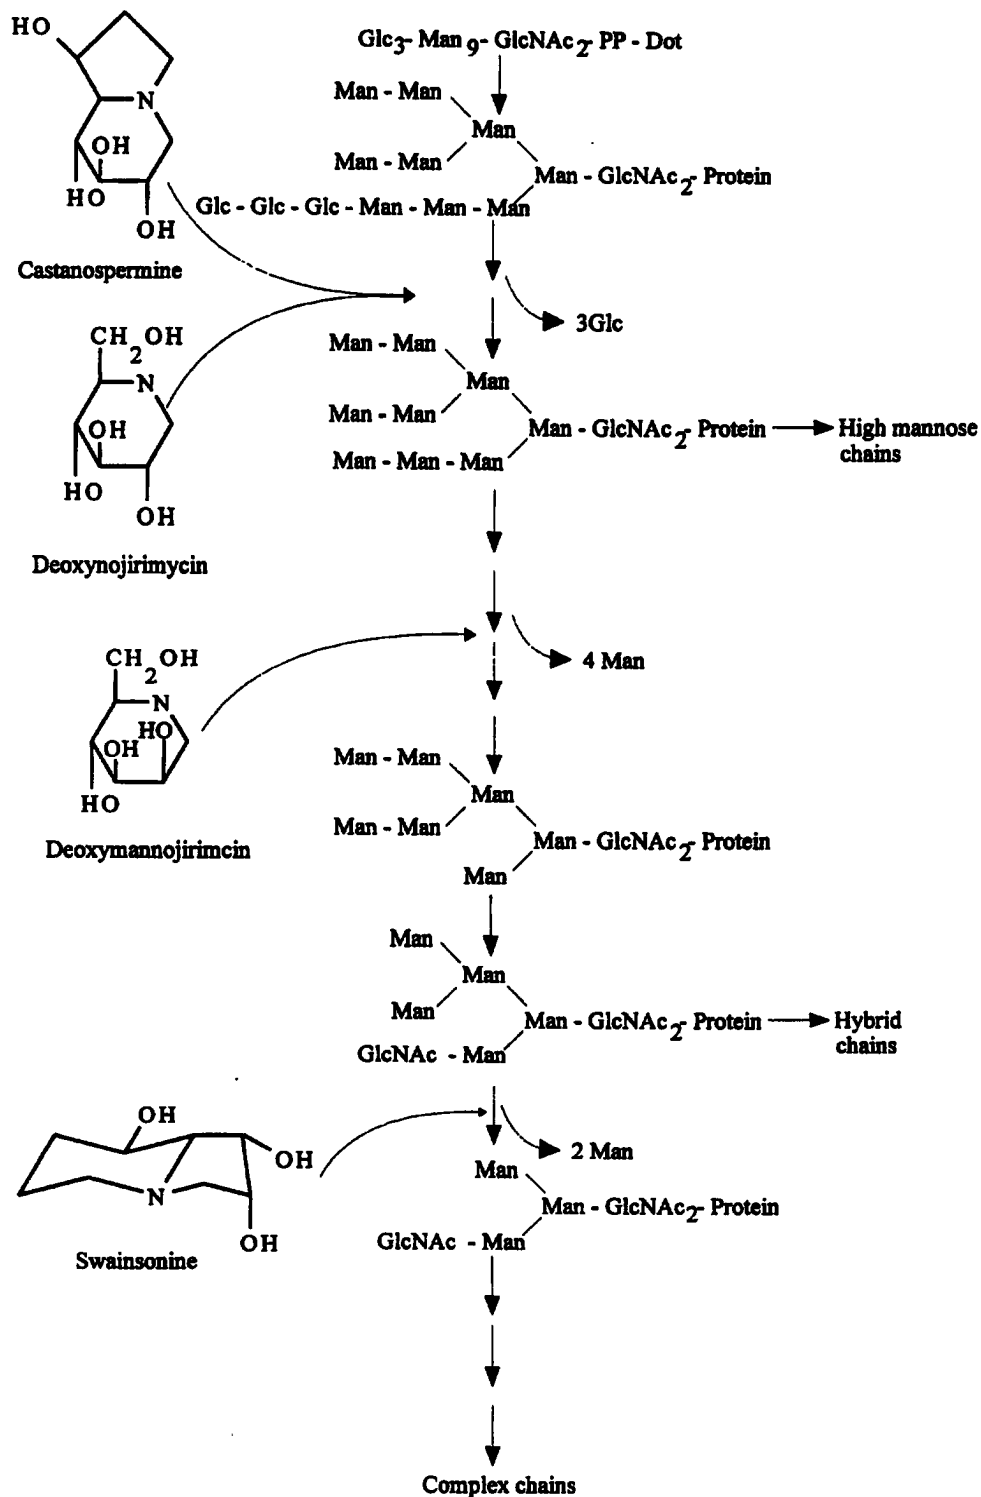 HO
N
OH
HO
OH
Castanospermine
CH2OH
N
OH
HO
OH
Deoxynojirimycin
CH2OH
N
HO
OH
HO
Deoxymannojirimcin
OH
OH
N
OH
Swainsonine
Glc3- Man9- GlcNAc2- PP - Dot
Man - Man
Man
Man - Man
Man - GlcNAc2- Protein
Glc - Glc - Glc - Man - Man - Man
3Glc
Man - Man
Man
Man - Man
Man - GlcNAc2- Protein
High mannose
chains
Man - Man - Man
4 Man
Man - Man
Man
Man - Man
Man - GlcNAc2- Protein
Man
Man
Man
Man
Man - GlcNAc2- Protein
Hybrid
chains
GlcNAc - Man
2 Man
Man
Man - GlcNAc2- Protein
GlcNAc - Man
Complex chains